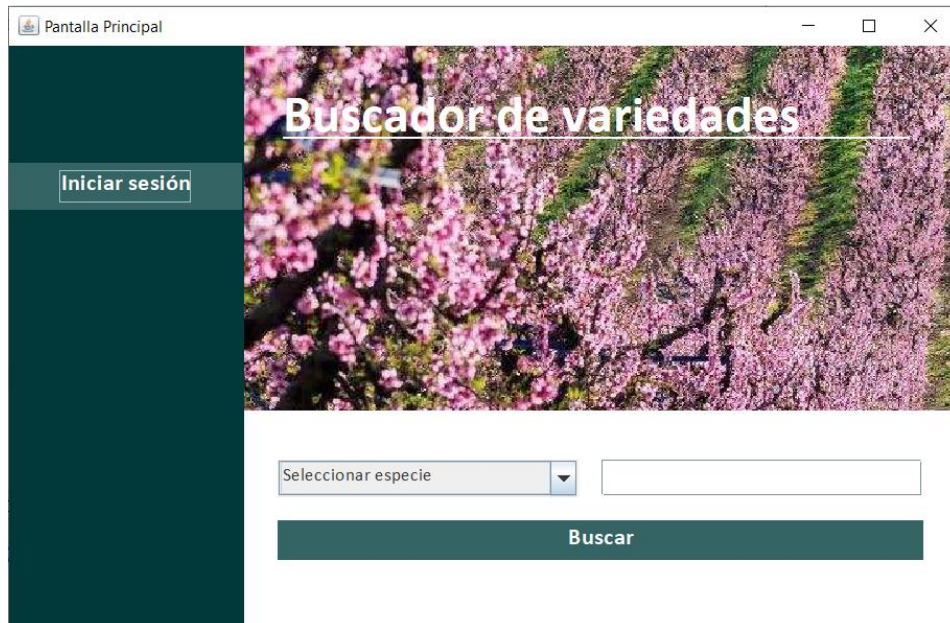 Pantalla Principal
Buscador de variedades
Iniciar sesión
Seleccionar especie
Buscar